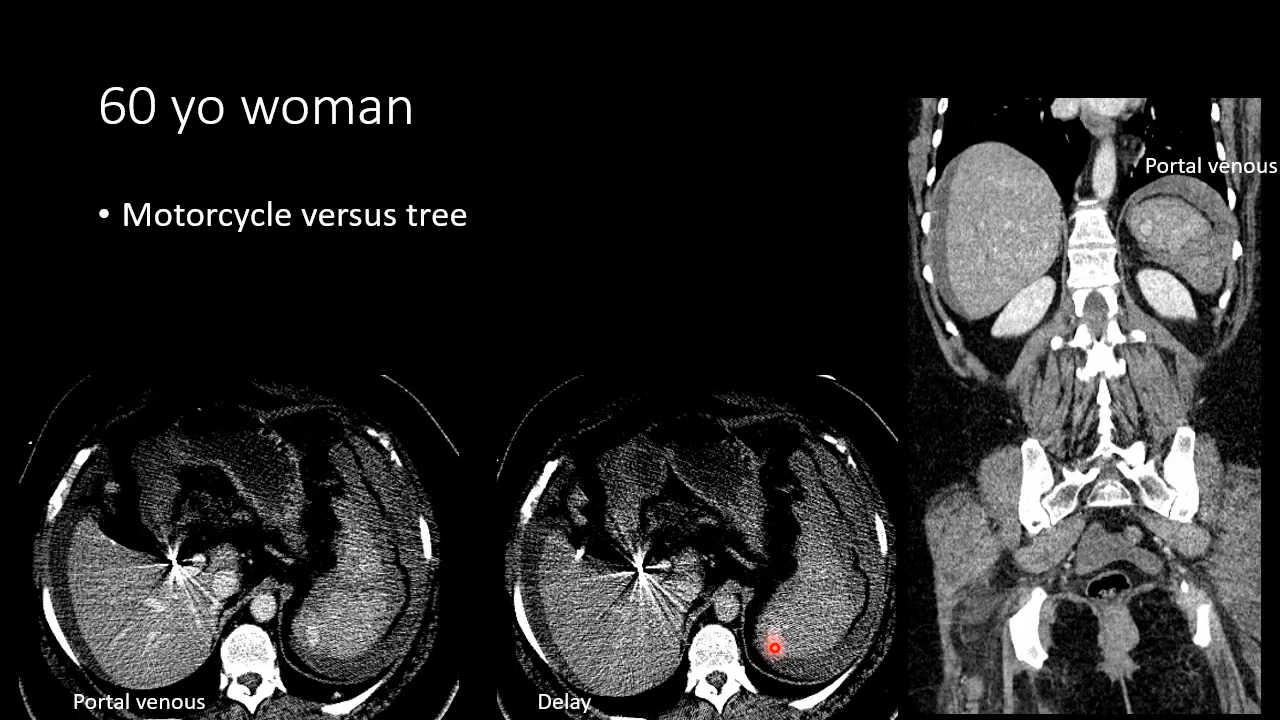 60 yo woman
• Motorcycle versus tree
Portal venous
Portal venous
Delay